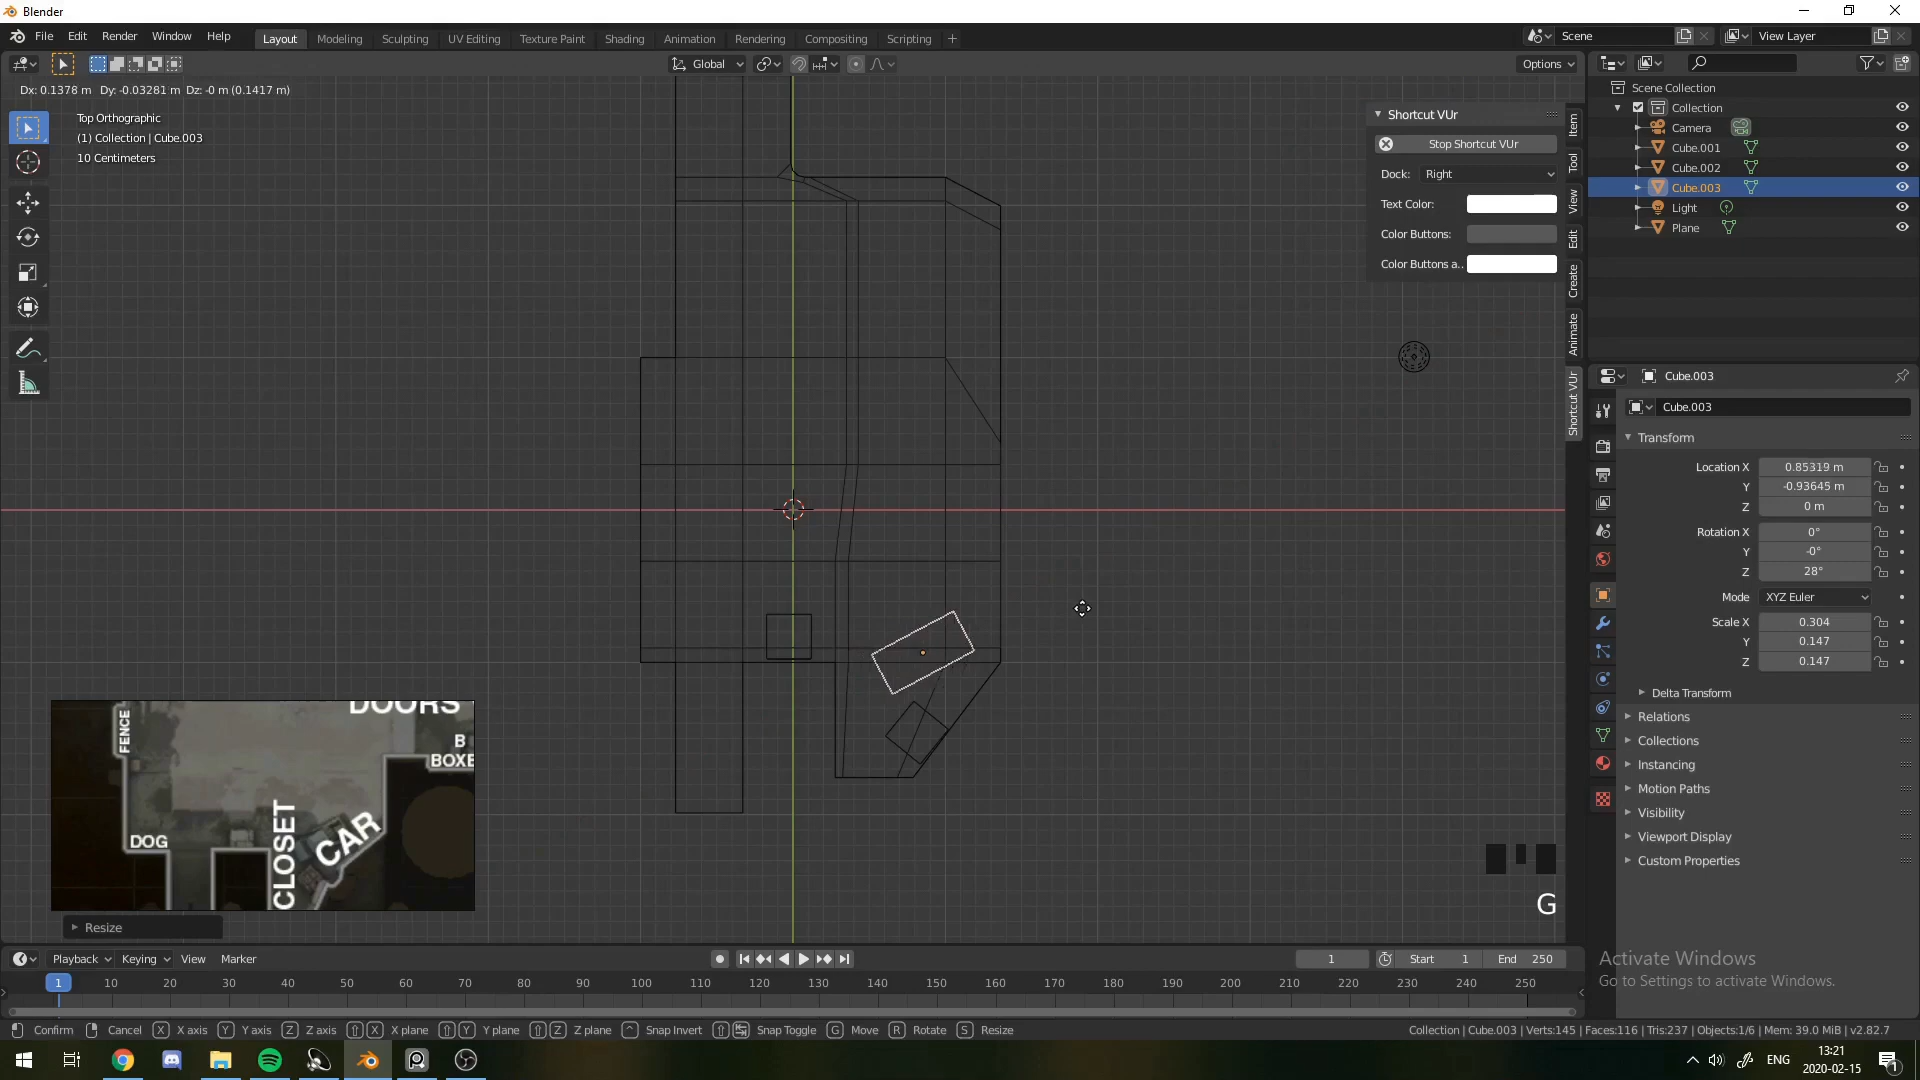 Blender
File Edit Render Window Help
Layout Modeling Sculpting UV Editing Texture Paint Shading Animation Rendering Compositing Scripting +
Scene
View Layer
Global
Options
Dx: 0.1378 m Dy: -0.03281 m Dz: -0 m (0.1417 m)
Top Orthographic
(1) Collection | Cube.003
10 Centimeters
Shortcut VUr
Stop Shortcut VUr
Dock: Right
Text Color:
Color Buttons:
Color Buttons a..
Item
Tool
View
Edit
Create
Animate
Shortcut VUr
Scene Collection
Collection
Camera
Cube.001
Cube.002
Cube.003
Light
Plane
Cube.003
Cube.003
Transform
Location X 0.85319 m
Y -0.93645 m
Z 0 m
Rotation X 0°
Y -0°
Z 28°
Mode XYZ Euler
Scale X 0.304
Y 0.147
Z 0.147
Delta Transform
Relations
Collections
Instancing
Motion Paths
Visibility
Viewport Display
Custom Properties
DOORS
FENCE
B
BOXE
DOG
CLOSET
CAR
G
Resize
Playback Keying View Marker
1
Start 1
End 250
1 10 20 30 40 50 60 70 80 90 100 110 120 130 140 150 160 170 180 190 200 210 220 230 240 250
Activate Windows
Go to Settings to activate Windows.
Confirm Cancel X X axis Y Y axis Z Z axis X X plane Y Y plane Z Z plane ^ Snap Invert Snap Toggle G Move R Rotate S Resize
Collection | Cube.003 | Verts:145 | Faces:116 | Tris:237 | Objects:1/6 | Mem: 39.0 MiB | v2.82.7
ENG
13:21
2020-02-15
1